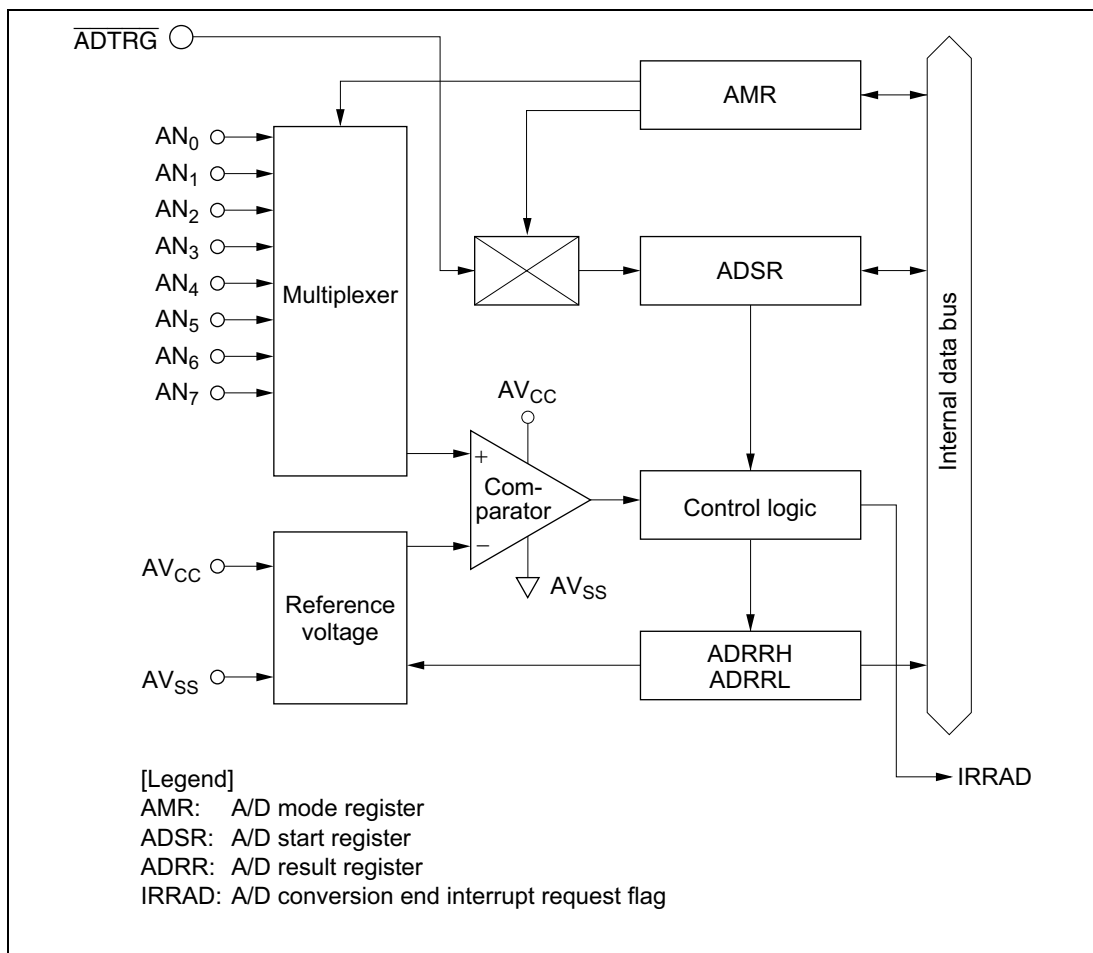 ADTRG
AMR
AN0
AN1
AN2
AN3
AN4
AN5
AN6
AN7
Multiplexer
ADSR
Internal data bus
AVCC
+
Com-
parator
−
AVSS
Control logic
AVCC
AVSS
Reference
voltage
ADRRH
ADRRL
IRRAD
[Legend]
AMR: A/D mode register
ADSR: A/D start register
ADRR: A/D result register
IRRAD: A/D conversion end interrupt request flag